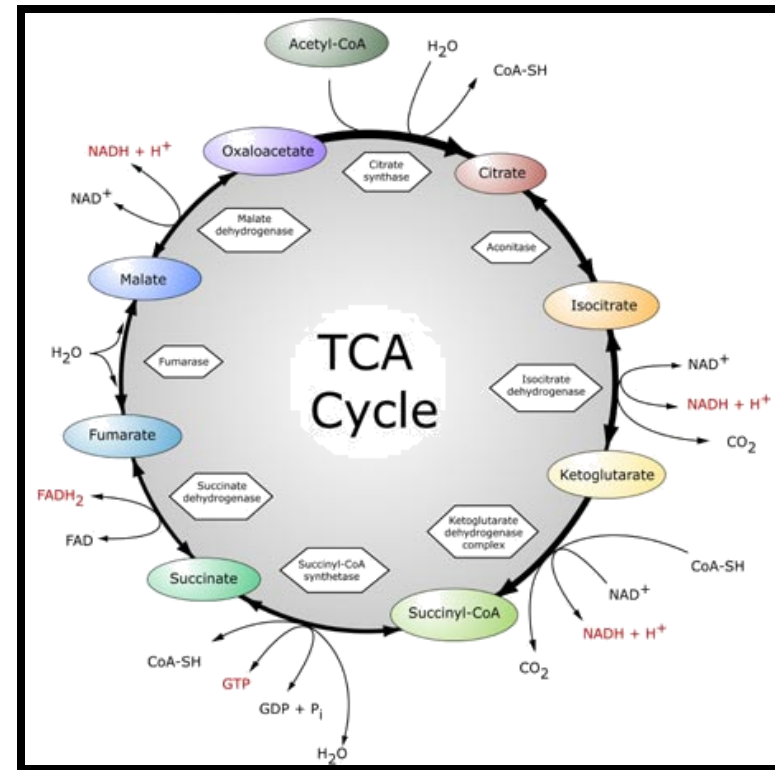 Acetyl-CoA
H₂O
CoA-SH
Oxaloacetate
Citrate
synthase
Citrate
NADH + H⁺
NAD⁺
Malate
dehydrogenase
Aconitase
Malate
Isocitrate
H₂O
Fumarase
TCA
Cycle
Isocitrate
dehydrogenase
NAD⁺
NADH + H⁺
CO₂
Fumarate
Ketoglutarate
FADH₂
FAD
Succinate
dehydrogenase
Ketoglutarate
dehydrogenase
complex
Succinate
Succinyl-CoA
synthetase
Succinyl-CoA
CoA-SH
NAD⁺
NADH + H⁺
CO₂
CoA-SH
GTP
GDP + Pᵢ
H₂O